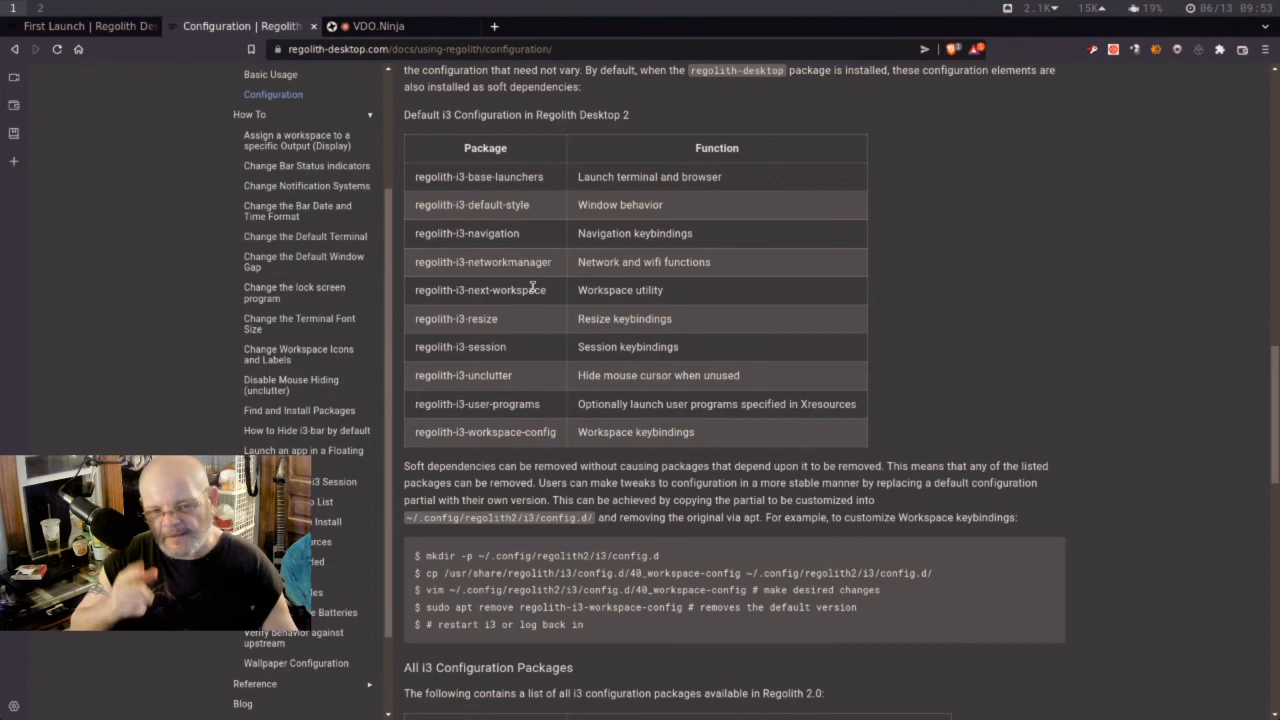 1 2
2.1K 15K 19% 06/13 09:53
First Launch | Regolith Des
Configuration | Regolith
VDO.Ninja
regolith-desktop.com/docs/using-regolith/configuration/
Basic Usage
Configuration
How To
Assign a workspace to a
specific Output (Display)
Change Bar Status indicators
Change Notification Systems
Change the Bar Date and
Time Format
Change the Default Terminal
Change the Default Window
Gap
Change the lock screen
program
Change the Terminal Font
Size
Change Workspace Icons
and Labels
Disable Mouse Hiding
(unclutter)
Find and Install Packages
How to Hide i3-bar by default
Launch an app in a Floating
i3 Session
List
Install
Batteries
Verify behavior against
upstream
Wallpaper Configuration
Reference
Blog
the configuration that need not vary. By default, when the regolith-desktop package is installed, these configuration elements are
also installed as soft dependencies:
Default i3 Configuration in Regolith Desktop 2
Package Function
regolith-i3-base-launchers Launch terminal and browser
regolith-i3-default-style Window behavior
regolith-i3-navigation Navigation keybindings
regolith-i3-networkmanager Network and wifi functions
regolith-i3-next-workspace Workspace utility
regolith-i3-resize Resize keybindings
regolith-i3-session Session keybindings
regolith-i3-unclutter Hide mouse cursor when unused
regolith-i3-user-programs Optionally launch user programs specified in Xresources
regolith-i3-workspace-config Workspace keybindings
Soft dependencies can be removed without causing packages that depend upon it to be removed. This means that any of the listed
packages can be removed. Users can make tweaks to configuration in a more stable manner by replacing a default configuration
partial with their own version. This can be achieved by copying the partial to be customized into
~/.config/regolith2/i3/config.d/ and removing the original via apt. For example, to customize Workspace keybindings:
$ mkdir -p ~/.config/regolith2/i3/config.d
$ cp /usr/share/regolith/i3/config.d/40_workspace-config ~/.config/regolith2/i3/config.d/
$ vim ~/.config/regolith2/i3/config.d/40_workspace-config # make desired changes
$ sudo apt remove regolith-i3-workspace-config # removes the default version
$ # restart i3 or log back in
All i3 Configuration Packages
The following contains a list of all i3 configuration packages available in Regolith 2.0: